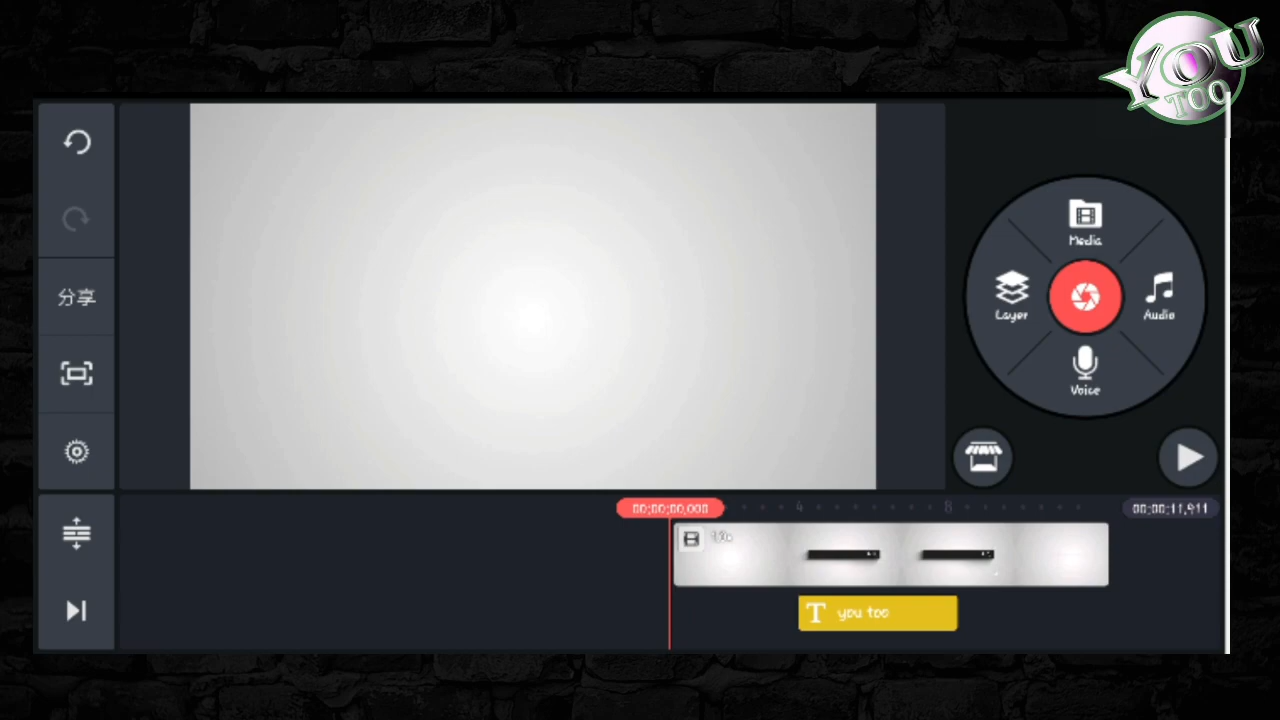 YOU
TOO
Media
分享
Layer
Audio
Voice
00:00:00,000
4
8
00:00:11,911
you too